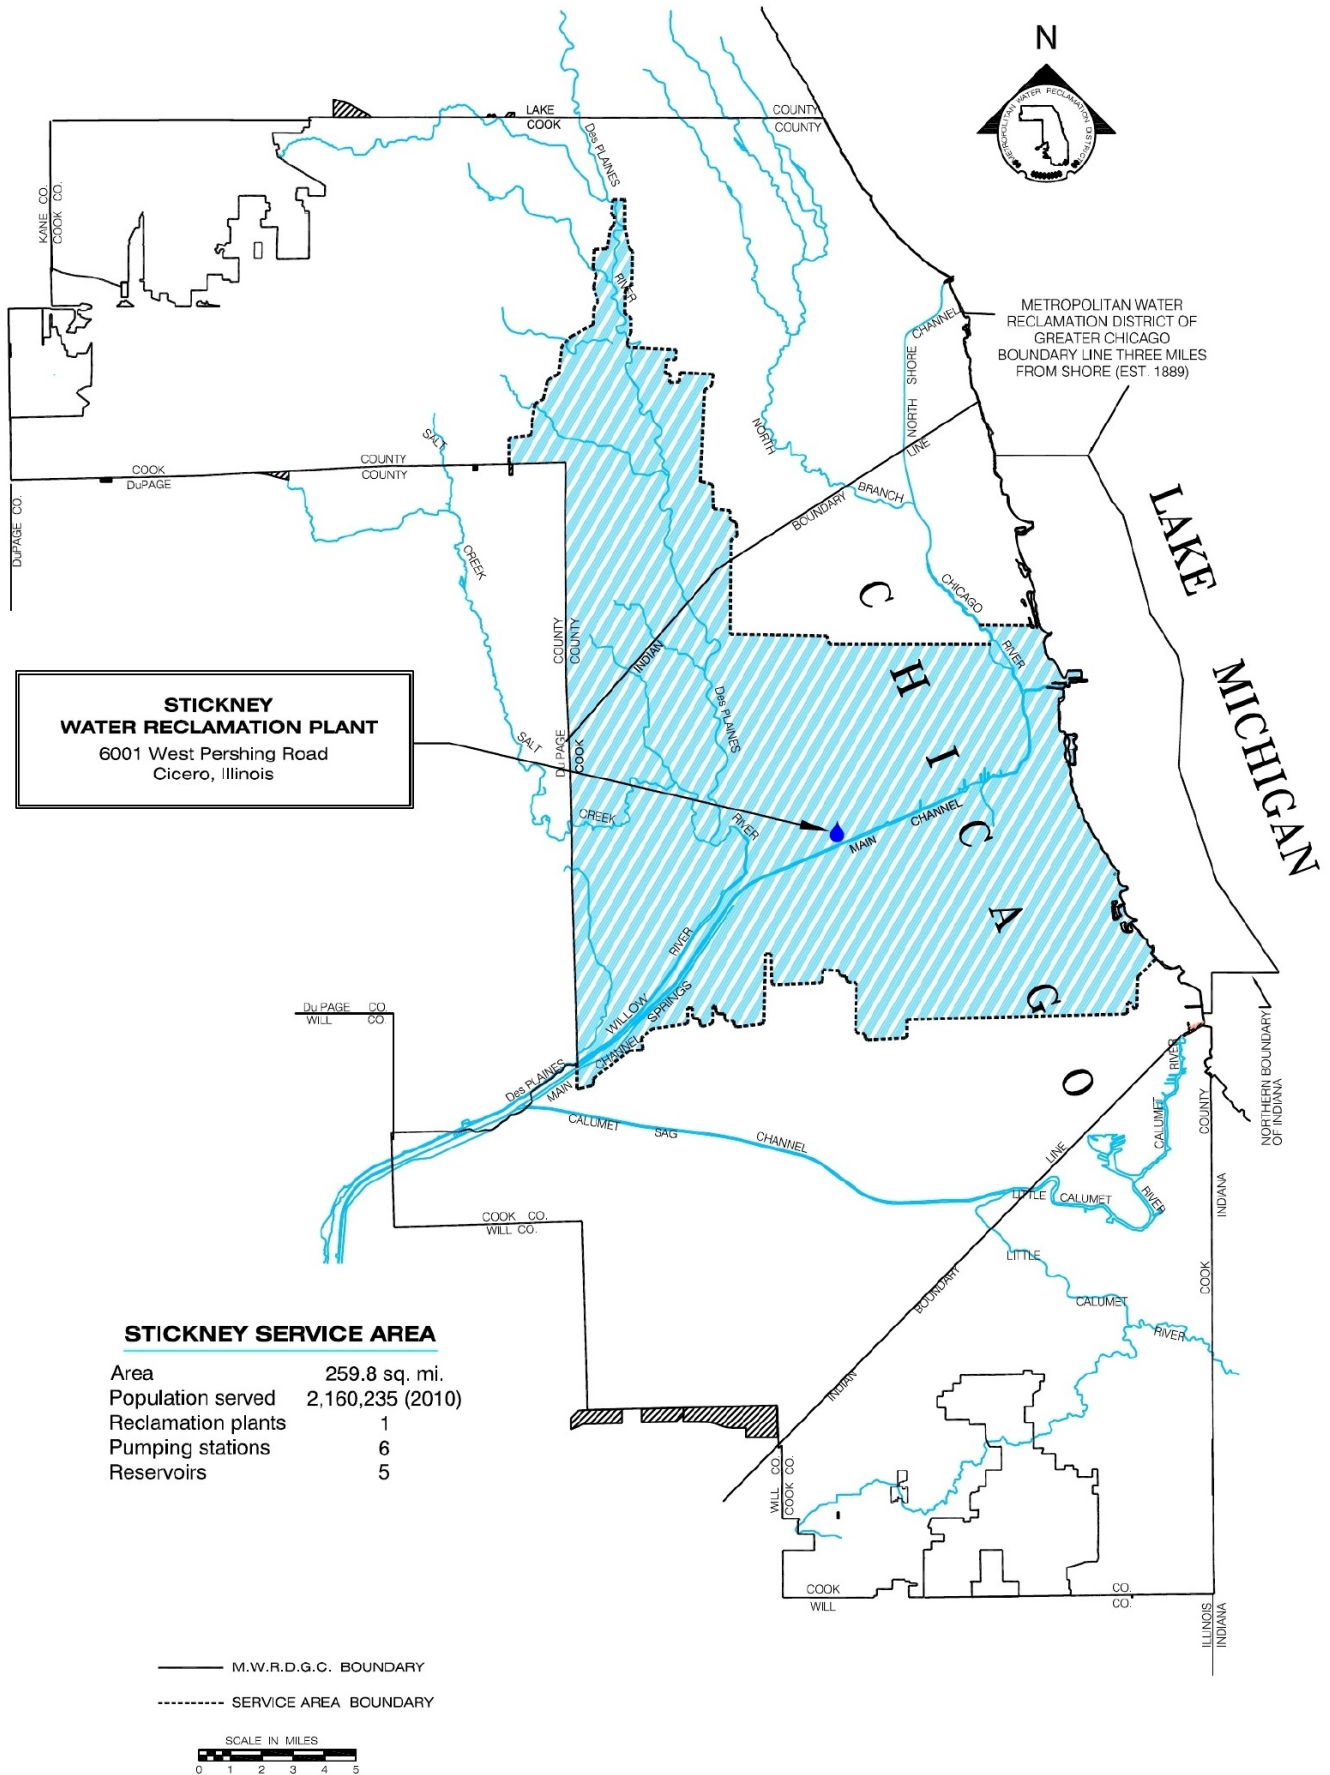 N
METROPOLITAN WATER RECLAMATION DISTRICT
LAKE
COOK
COUNTY
COUNTY
Des PLAINES
KANE CO.
COOK CO.
RIVER
CHANNEL
SHORE
NORTH
METROPOLITAN WATER
RECLAMATION DISTRICT OF
GREATER CHICAGO
BOUNDARY LINE THREE MILES
FROM SHORE (EST. 1889)
NORTH
LINE
SALT
COUNTY
COUNTY
COOK
DuPAGE
BRANCH
BOUNDARY
DuPAGE CO.
CREEK
LAKE
MICHIGAN
CHICAGO
RIVER
COUNTY
COUNTY
INDIAN
CHICAGO
STICKNEY
WATER RECLAMATION PLANT
6001 West Pershing Road
Cicero, Illinois
Des PLAINES
SALT
Du PAGE
COOK
CREEK
RIVER
MAIN
CHANNEL
RIVER
WILLOW
SPRINGS
CHANNEL
Du PAGE CO.
WILL CO.
Des PLAINES
MAIN
NORTHERN BOUNDARY
OF INDIANA
RIVER
CALUMET
COUNTY
CALUMET SAG CHANNEL
LINE
LITTLE CALUMET
RIVER
INDIANA
COOK CO.
WILL CO.
LITTLE
COOK
BOUNDARY
CALUMET
RIVER
STICKNEY SERVICE AREA
Area 259.8 sq. mi.
Population served 2,160,235 (2010)
Reclamation plants 1
Pumping stations 6
Reservoirs 5
INDIAN
WILL CO.
COOK CO.
COOK
WILL
CO.
CO.
ILLINOIS
INDIANA
M.W.R.D.G.C. BOUNDARY
SERVICE AREA BOUNDARY
SCALE IN MILES
0 1 2 3 4 5